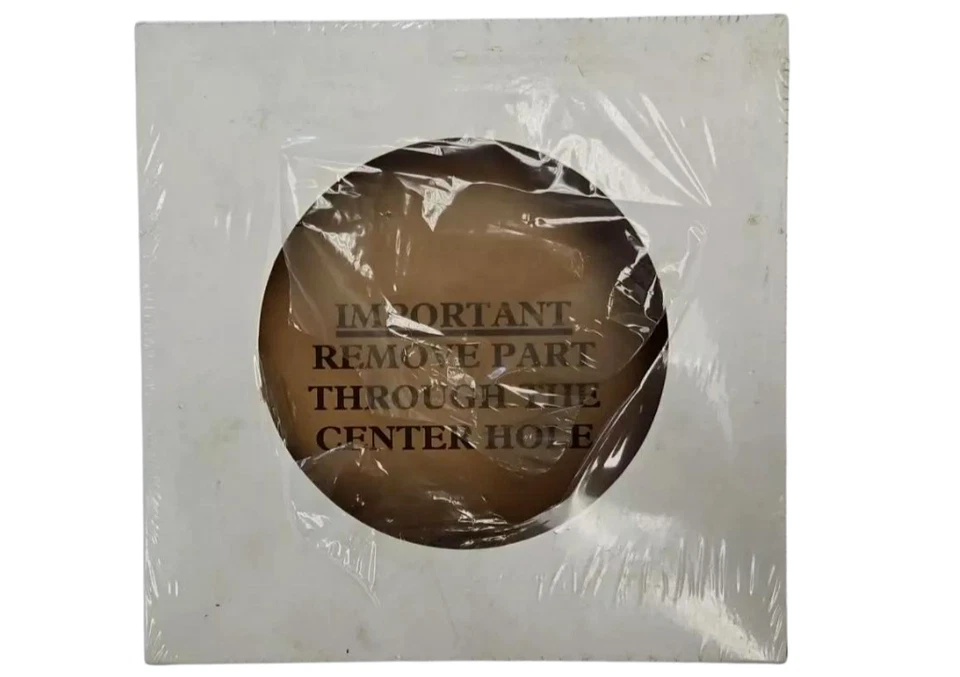 IMPORTANT
REMOVE PART
THROUGH THE
CENTER HOLE